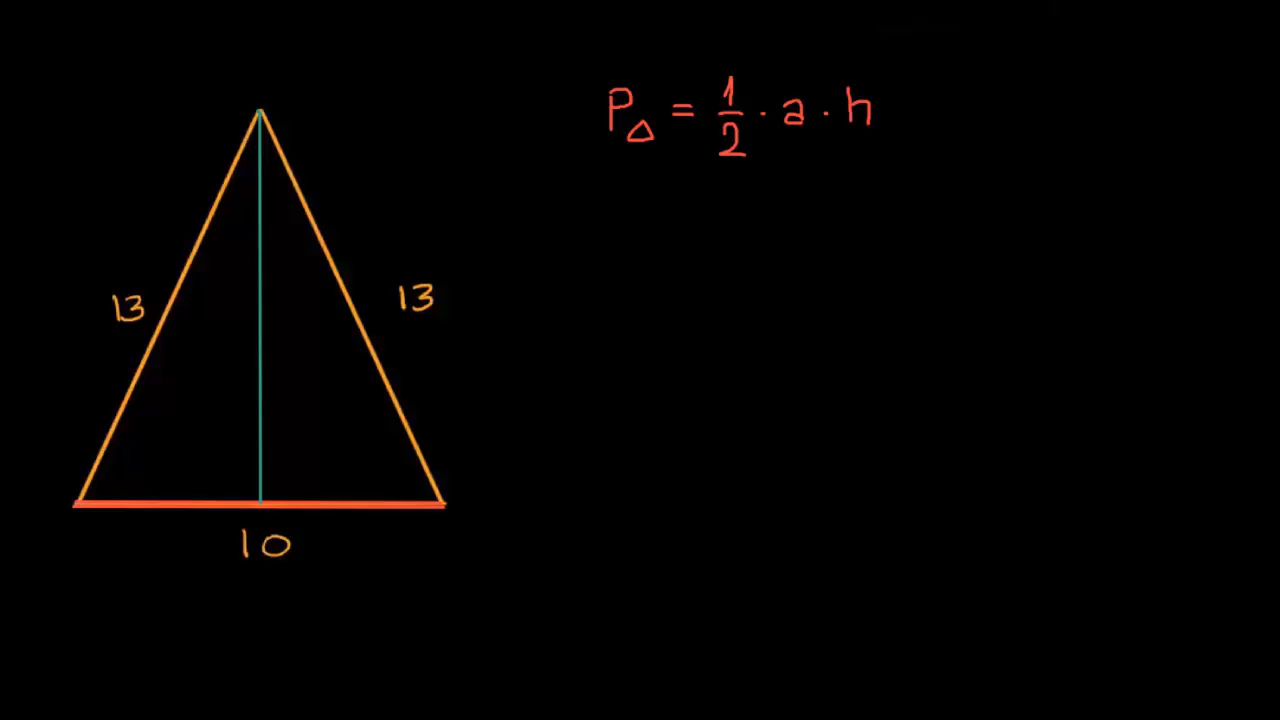 P△ = 1/2 · a · h
13
13
10